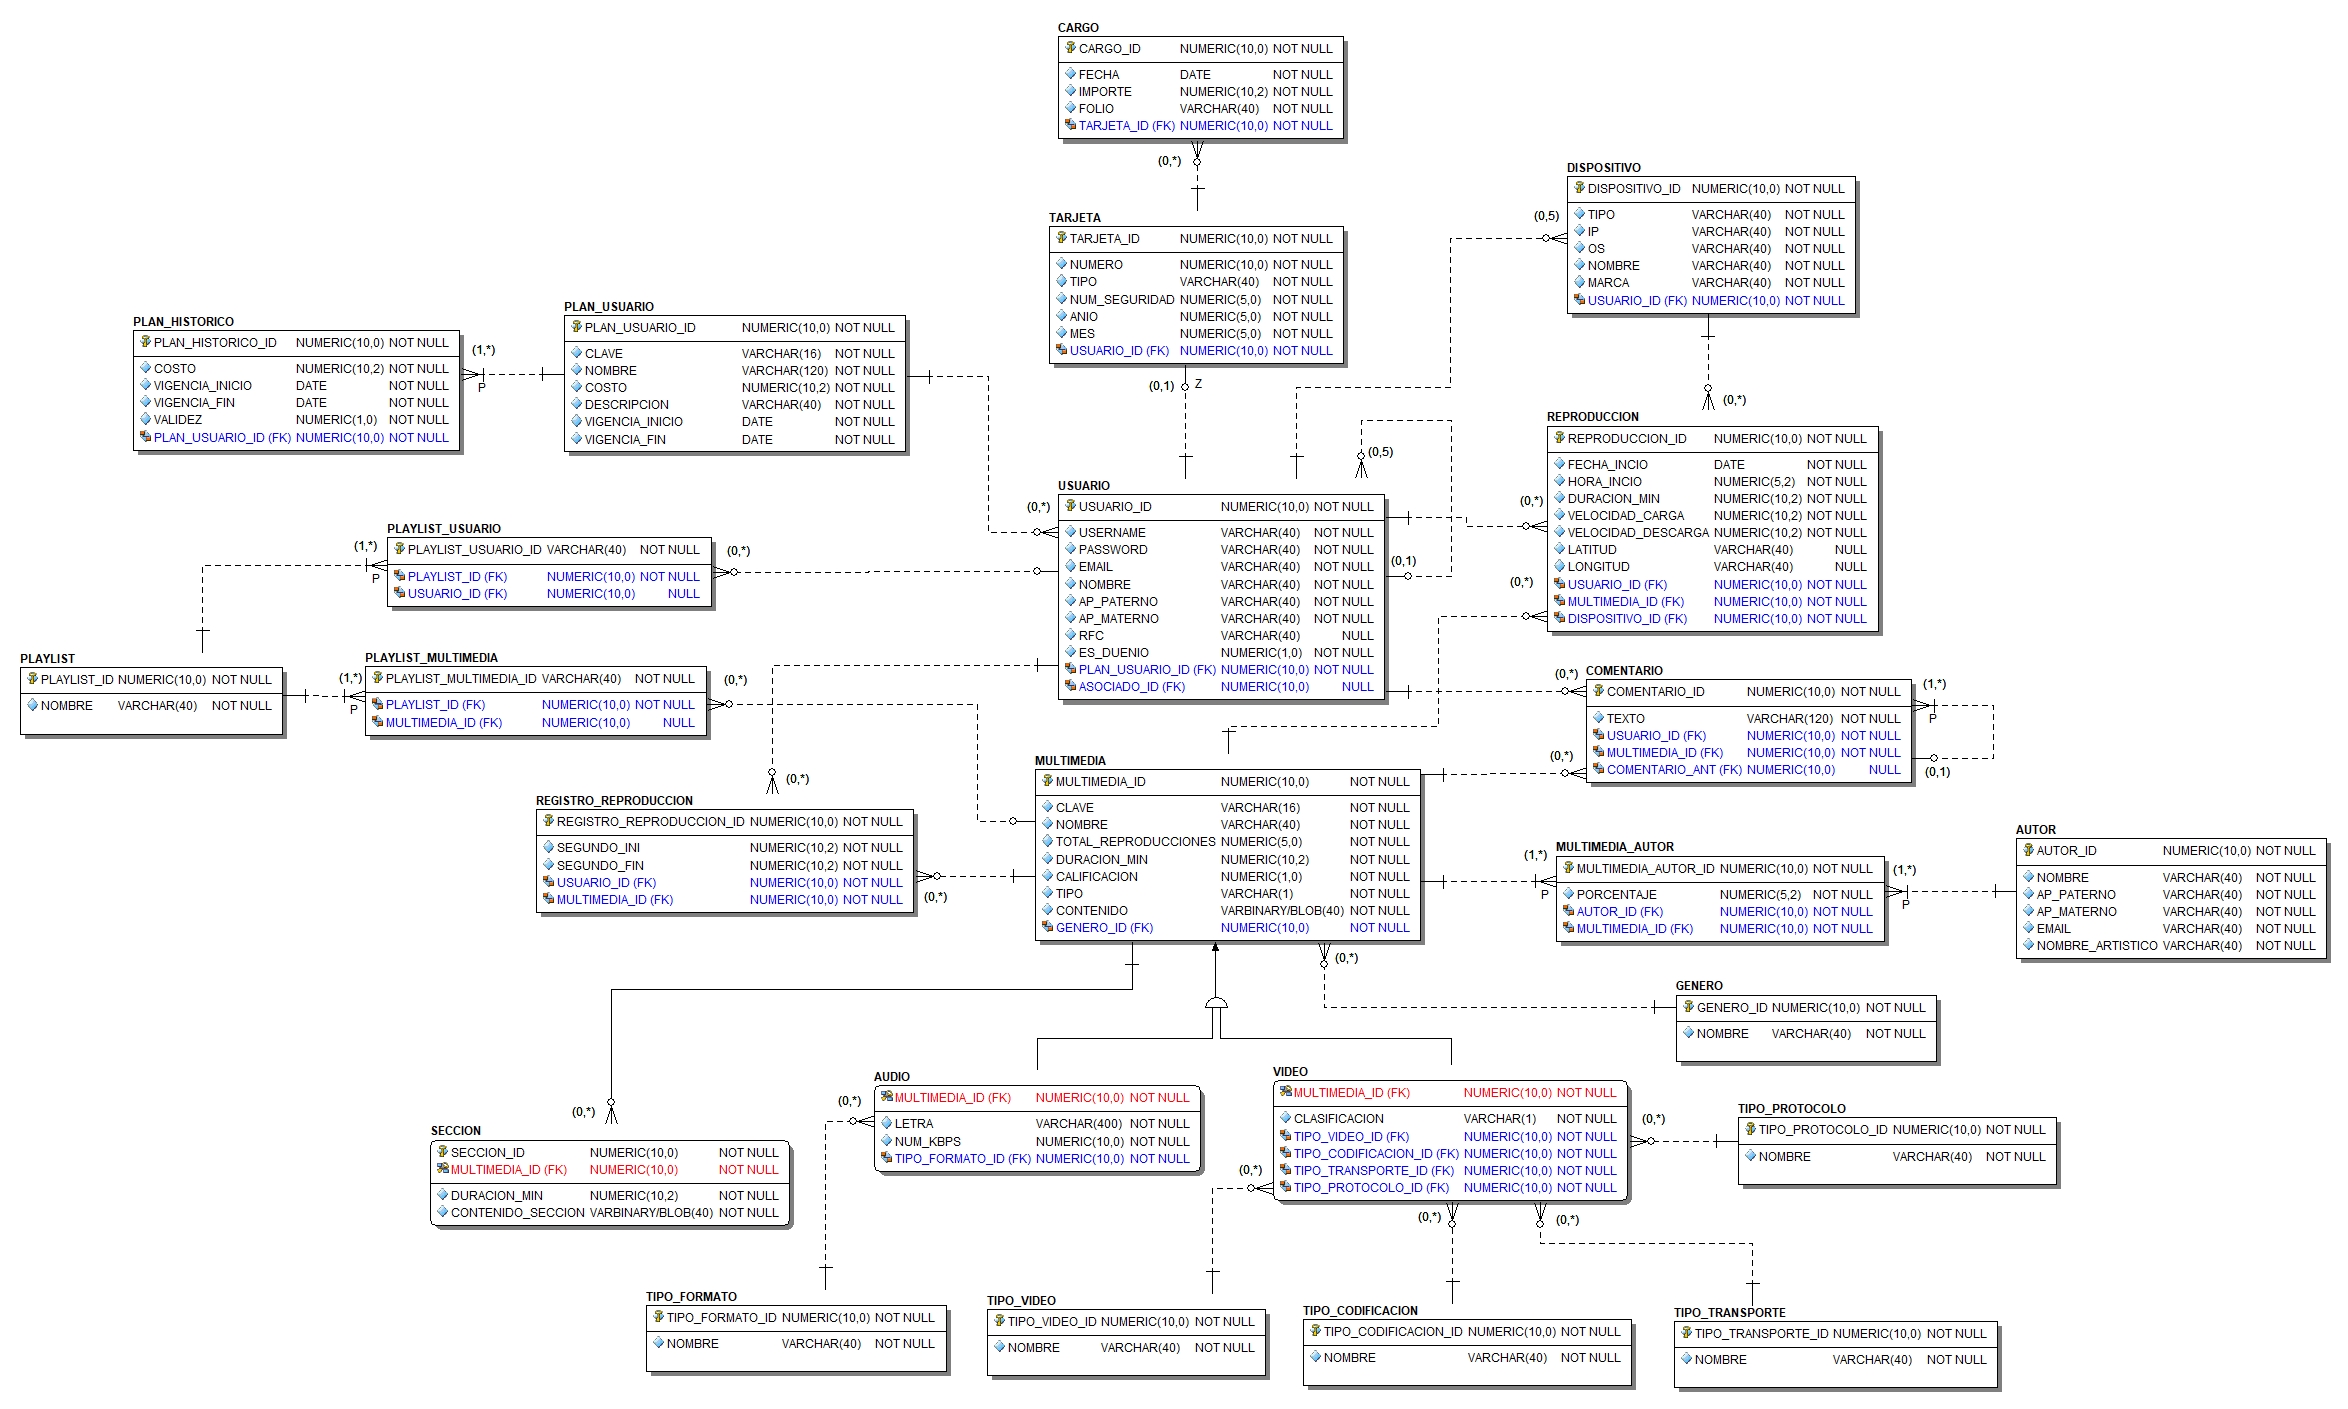 CARGO
CARGO_ID NUMERIC(10,0) NOT NULL
FECHA DATE NOT NULL
IMPORTE NUMERIC(10,2) NOT NULL
FOLIO VARCHAR(40) NOT NULL
TARJETA_ID (FK) NUMERIC(10,0) NOT NULL
(0,*)
TARJETA
TARJETA_ID NUMERIC(10,0) NOT NULL
NUMERO NUMERIC(10,0) NOT NULL
TIPO VARCHAR(40) NOT NULL
NUM_SEGURIDAD NUMERIC(5,0) NOT NULL
ANIO NUMERIC(5,0) NOT NULL
MES NUMERIC(5,0) NOT NULL
USUARIO_ID (FK) NUMERIC(10,0) NOT NULL
(0,1) Z
DISPOSITIVO
DISPOSITIVO_ID NUMERIC(10,0) NOT NULL
TIPO VARCHAR(40) NOT NULL
IP VARCHAR(40) NOT NULL
OS VARCHAR(40) NOT NULL
NOMBRE VARCHAR(40) NOT NULL
MARCA VARCHAR(40) NOT NULL
USUARIO_ID (FK) NUMERIC(10,0) NOT NULL
(0,5)
(0,*)
PLAN_HISTORICO
PLAN_HISTORICO_ID NUMERIC(10,0) NOT NULL
COSTO NUMERIC(10,2) NOT NULL
VIGENCIA_INICIO DATE NOT NULL
VIGENCIA_FIN DATE NOT NULL
VALIDEZ NUMERIC(1,0) NOT NULL
PLAN_USUARIO_ID (FK) NUMERIC(10,0) NOT NULL
(1,*)
P
PLAN_USUARIO
PLAN_USUARIO_ID NUMERIC(10,0) NOT NULL
CLAVE VARCHAR(16) NOT NULL
NOMBRE VARCHAR(120) NOT NULL
COSTO NUMERIC(10,2) NOT NULL
DESCRIPCION VARCHAR(40) NOT NULL
VIGENCIA_INICIO DATE NOT NULL
VIGENCIA_FIN DATE NOT NULL
(0,*)
USUARIO
USUARIO_ID NUMERIC(10,0) NOT NULL
USERNAME VARCHAR(40) NOT NULL
PASSWORD VARCHAR(40) NOT NULL
EMAIL VARCHAR(40) NOT NULL
NOMBRE VARCHAR(40) NOT NULL
AP_PATERNO VARCHAR(40) NOT NULL
AP_MATERNO VARCHAR(40) NOT NULL
RFC VARCHAR(40) NULL
ES_DUENIO NUMERIC(1,0) NOT NULL
PLAN_USUARIO_ID (FK) NUMERIC(10,0) NOT NULL
ASOCIADO_ID (FK) NUMERIC(10,0) NULL
(0,5)
(0,1)
REPRODUCCION
REPRODUCCION_ID NUMERIC(10,0) NOT NULL
FECHA_INCIO DATE NOT NULL
HORA_INCIO NUMERIC(5,2) NOT NULL
DURACION_MIN NUMERIC(10,2) NOT NULL
VELOCIDAD_CARGA NUMERIC(10,2) NOT NULL
VELOCIDAD_DESCARGA NUMERIC(10,2) NOT NULL
LATITUD VARCHAR(40) NULL
LONGITUD VARCHAR(40) NULL
USUARIO_ID (FK) NUMERIC(10,0) NOT NULL
MULTIMEDIA_ID (FK) NUMERIC(10,0) NOT NULL
DISPOSITIVO_ID (FK) NUMERIC(10,0) NOT NULL
(0,*)
(0,*)
PLAYLIST_USUARIO
PLAYLIST_USUARIO_ID VARCHAR(40) NOT NULL
PLAYLIST_ID (FK) NUMERIC(10,0) NOT NULL
USUARIO_ID (FK) NUMERIC(10,0) NULL
(1,*)
P
(0,*)
PLAYLIST
PLAYLIST_ID NUMERIC(10,0) NOT NULL
NOMBRE VARCHAR(40) NOT NULL
PLAYLIST_MULTIMEDIA
PLAYLIST_MULTIMEDIA_ID VARCHAR(40) NOT NULL
PLAYLIST_ID (FK) NUMERIC(10,0) NOT NULL
MULTIMEDIA_ID (FK) NUMERIC(10,0) NULL
(1,*)
P
(0,*)
COMENTARIO
COMENTARIO_ID NUMERIC(10,0) NOT NULL
TEXTO VARCHAR(120) NOT NULL
USUARIO_ID (FK) NUMERIC(10,0) NOT NULL
MULTIMEDIA_ID (FK) NUMERIC(10,0) NOT NULL
COMENTARIO_ANT (FK) NUMERIC(10,0) NULL
(0,*)
(0,*)
(1,*)
P
(0,1)
REGISTRO_REPRODUCCION
REGISTRO_REPRODUCCION_ID NUMERIC(10,0) NOT NULL
SEGUNDO_INI NUMERIC(10,2) NOT NULL
SEGUNDO_FIN NUMERIC(10,2) NOT NULL
USUARIO_ID (FK) NUMERIC(10,0) NOT NULL
MULTIMEDIA_ID (FK) NUMERIC(10,0) NOT NULL
(0,*)
(0,*)
MULTIMEDIA
MULTIMEDIA_ID NUMERIC(10,0) NOT NULL
CLAVE VARCHAR(16) NOT NULL
NOMBRE VARCHAR(40) NOT NULL
TOTAL_REPRODUCCIONES NUMERIC(5,0) NOT NULL
DURACION_MIN NUMERIC(10,2) NOT NULL
CALIFICACION NUMERIC(1,0) NOT NULL
TIPO VARCHAR(1) NOT NULL
CONTENIDO VARBINARY/BLOB(40) NOT NULL
GENERO_ID (FK) NUMERIC(10,0) NOT NULL
(0,*)
MULTIMEDIA_AUTOR
MULTIMEDIA_AUTOR_ID NUMERIC(10,0) NOT NULL
PORCENTAJE NUMERIC(5,2) NOT NULL
AUTOR_ID (FK) NUMERIC(10,0) NOT NULL
MULTIMEDIA_ID (FK) NUMERIC(10,0) NOT NULL
(1,*)
P
(1,*)
P
AUTOR
AUTOR_ID NUMERIC(10,0) NOT NULL
NOMBRE VARCHAR(40) NOT NULL
AP_PATERNO VARCHAR(40) NOT NULL
AP_MATERNO VARCHAR(40) NOT NULL
EMAIL VARCHAR(40) NOT NULL
NOMBRE_ARTISTICO VARCHAR(40) NOT NULL
GENERO
GENERO_ID NUMERIC(10,0) NOT NULL
NOMBRE VARCHAR(40) NOT NULL
SECCION
SECCION_ID NUMERIC(10,0) NOT NULL
MULTIMEDIA_ID (FK) NUMERIC(10,0) NOT NULL
DURACION_MIN NUMERIC(10,2) NOT NULL
CONTENIDO_SECCION VARBINARY/BLOB(40) NOT NULL
(0,*)
AUDIO
MULTIMEDIA_ID (FK) NUMERIC(10,0) NOT NULL
LETRA VARCHAR(400) NOT NULL
NUM_KBPS NUMERIC(10,0) NOT NULL
TIPO_FORMATO_ID (FK) NUMERIC(10,0) NOT NULL
(0,*)
VIDEO
MULTIMEDIA_ID (FK) NUMERIC(10,0) NOT NULL
CLASIFICACION VARCHAR(1) NOT NULL
TIPO_VIDEO_ID (FK) NUMERIC(10,0) NOT NULL
TIPO_CODIFICACION_ID (FK) NUMERIC(10,0) NOT NULL
TIPO_TRANSPORTE_ID (FK) NUMERIC(10,0) NOT NULL
TIPO_PROTOCOLO_ID (FK) NUMERIC(10,0) NOT NULL
(0,*)
(0,*)
(0,*)
(0,*)
TIPO_PROTOCOLO
TIPO_PROTOCOLO_ID NUMERIC(10,0) NOT NULL
NOMBRE VARCHAR(40) NOT NULL
TIPO_FORMATO
TIPO_FORMATO_ID NUMERIC(10,0) NOT NULL
NOMBRE VARCHAR(40) NOT NULL
TIPO_VIDEO
TIPO_VIDEO_ID NUMERIC(10,0) NOT NULL
NOMBRE VARCHAR(40) NOT NULL
TIPO_CODIFICACION
TIPO_CODIFICACION_ID NUMERIC(10,0) NOT NULL
NOMBRE VARCHAR(40) NOT NULL
TIPO_TRANSPORTE
TIPO_TRANSPORTE_ID NUMERIC(10,0) NOT NULL
NOMBRE VARCHAR(40) NOT NULL